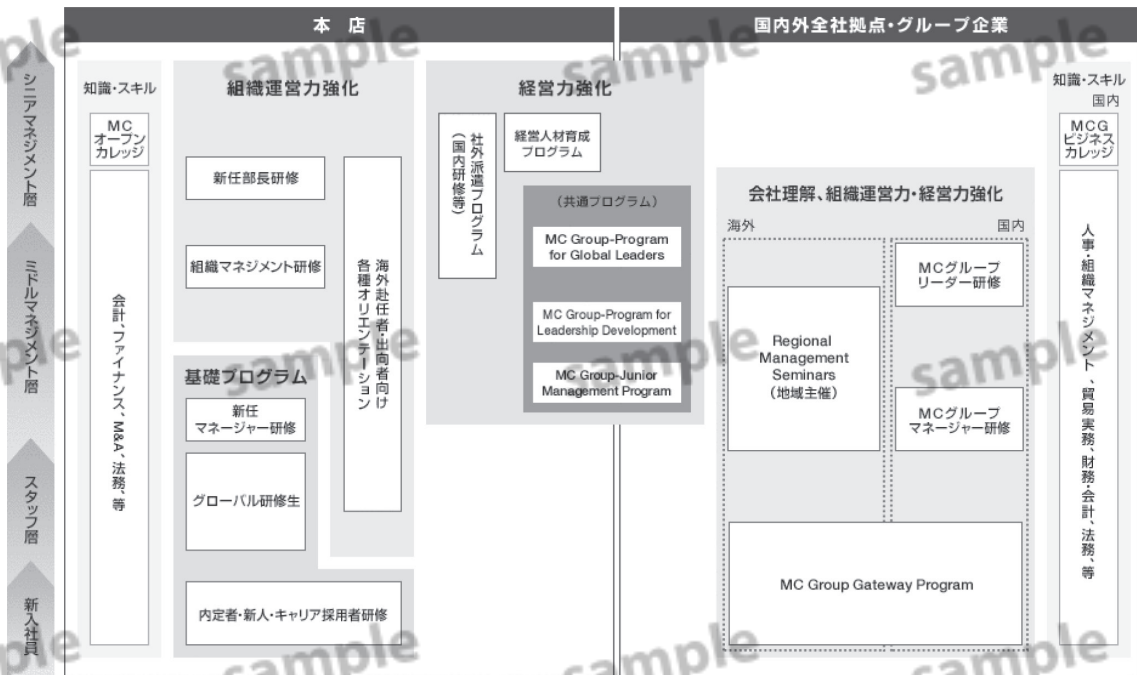 本 店
国内外全社拠点・グループ企業
シニアマネジメント層
ミドルマネジメント層
スタッフ層
新入社員
知識・スキル
MC
オープン
カレッジ
会計、ファイナンス、M&A、法務、等
組織運営力強化
新任部長研修
組織マネジメント研修
海外赴任者・出向者向け
各種オリエンテーション
基礎プログラム
新任
マネージャー研修
グローバル研修生
内定者・新人・キャリア採用者研修
経営力強化
社外派遣プログラム
(国内研修等)
経営人材育成
プログラム
(共通プログラム)
MC Group-Program
for Global Leaders
MC Group-Program for
Leadership Development
MC Group-Junior
Management Program
会社理解、組織運営力・経営力強化
海外
国内
Regional
Management
Seminars
(地域主催)
MCグループ
リーダー研修
MCグループ
マネージャー研修
MC Group Gateway Program
知識・スキル
国内
MCG
ビジネス
カレッジ
人事・組織マネジメント、貿易実務、財務・会計、法務、等
sample
sample
sample
sample
sample
sample
sample
sample
sample
sample
sample
sample